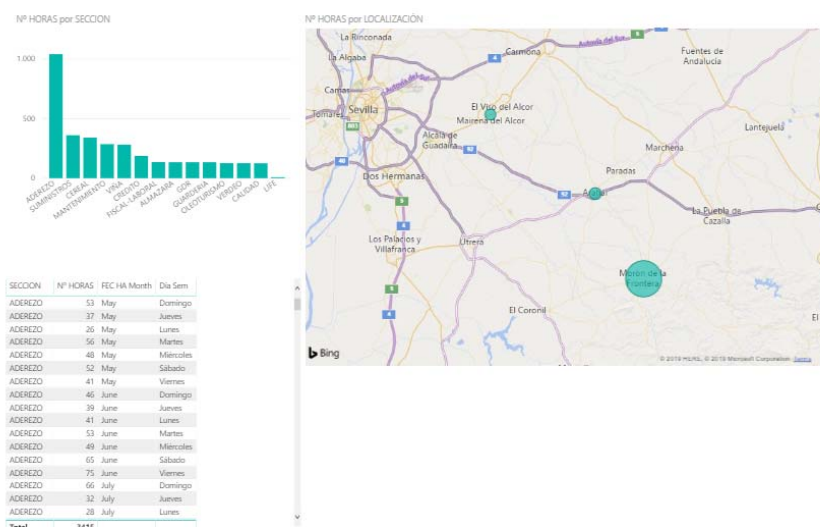 Nº HORAS por SECCION
1.000
500
0
ADEREZO
SUMINISTROS
CEREAL
MANTENIMIENTO
VIÑA
CREDITO
FISCAL-LABORAL
ALMAZARA
GDR
GUARDERIA
OLEOTURISMO
VERDEO
CALIDAD
LIFE
Nº HORAS por LOCALIZACIÓN
La Rinconada
La Algaba
Carmona
Fuentes de
Andalucía
Camas
Sevilla
Tomares
El Viso del Alcor
Mairena del Alcor
Alcalá de
Guadaíra
Lantejuela
Marchena
Dos Hermanas
Paradas
Arahal
La Puebla de
Cazalla
Los Palacios y
Villafranca
Utrera
Morón de la
Frontera
El Coronil
El
Bing
© 2019 HERE, © 2019 Microsoft Corporation Terms
SECCION Nº HORAS FEC HA Month Dia Sem
ADEREZO 53 May Domingo
ADEREZO 37 May Jueves
ADEREZO 26 May Lunes
ADEREZO 56 May Martes
ADEREZO 48 May Miércoles
ADEREZO 52 May Sábado
ADEREZO 41 May Viernes
ADEREZO 46 June Domingo
ADEREZO 39 June Jueves
ADEREZO 41 June Lunes
ADEREZO 53 June Martes
ADEREZO 49 June Miércoles
ADEREZO 65 June Sábado
ADEREZO 75 June Viernes
ADEREZO 66 July Domingo
ADEREZO 32 July Jueves
ADEREZO 28 July Lunes
Total 3415